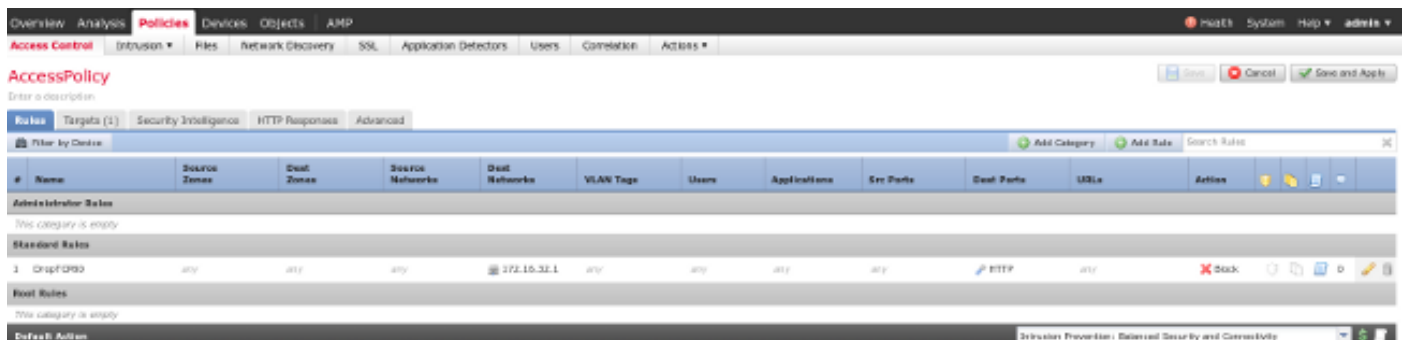 Overview Analysis Policies Devices Objects AMP Health System Help admin
Access Control Intrusion Files Network Discovery SSL Application Detectors Users Correlation Actions
AccessPolicy
Save Cancel Save and Apply
Enter a description
Rules Targets (1) Security Intelligence HTTP Responses Advanced
Filter by Device Add Category Add Rule Search Rules
# Name Source Zones Dest Zones Source Networks Dest Networks VLAN Tags Users Applications Src Ports Dest Ports URLs Action
Administrator Rules
This category is empty
Standard Rules
1 DropTCP80 any any any 172.16.32.1 any any any any HTTP any Block 0
Root Rules
This category is empty
Default Action Intrusion Prevention: Balanced Security and Connectivity